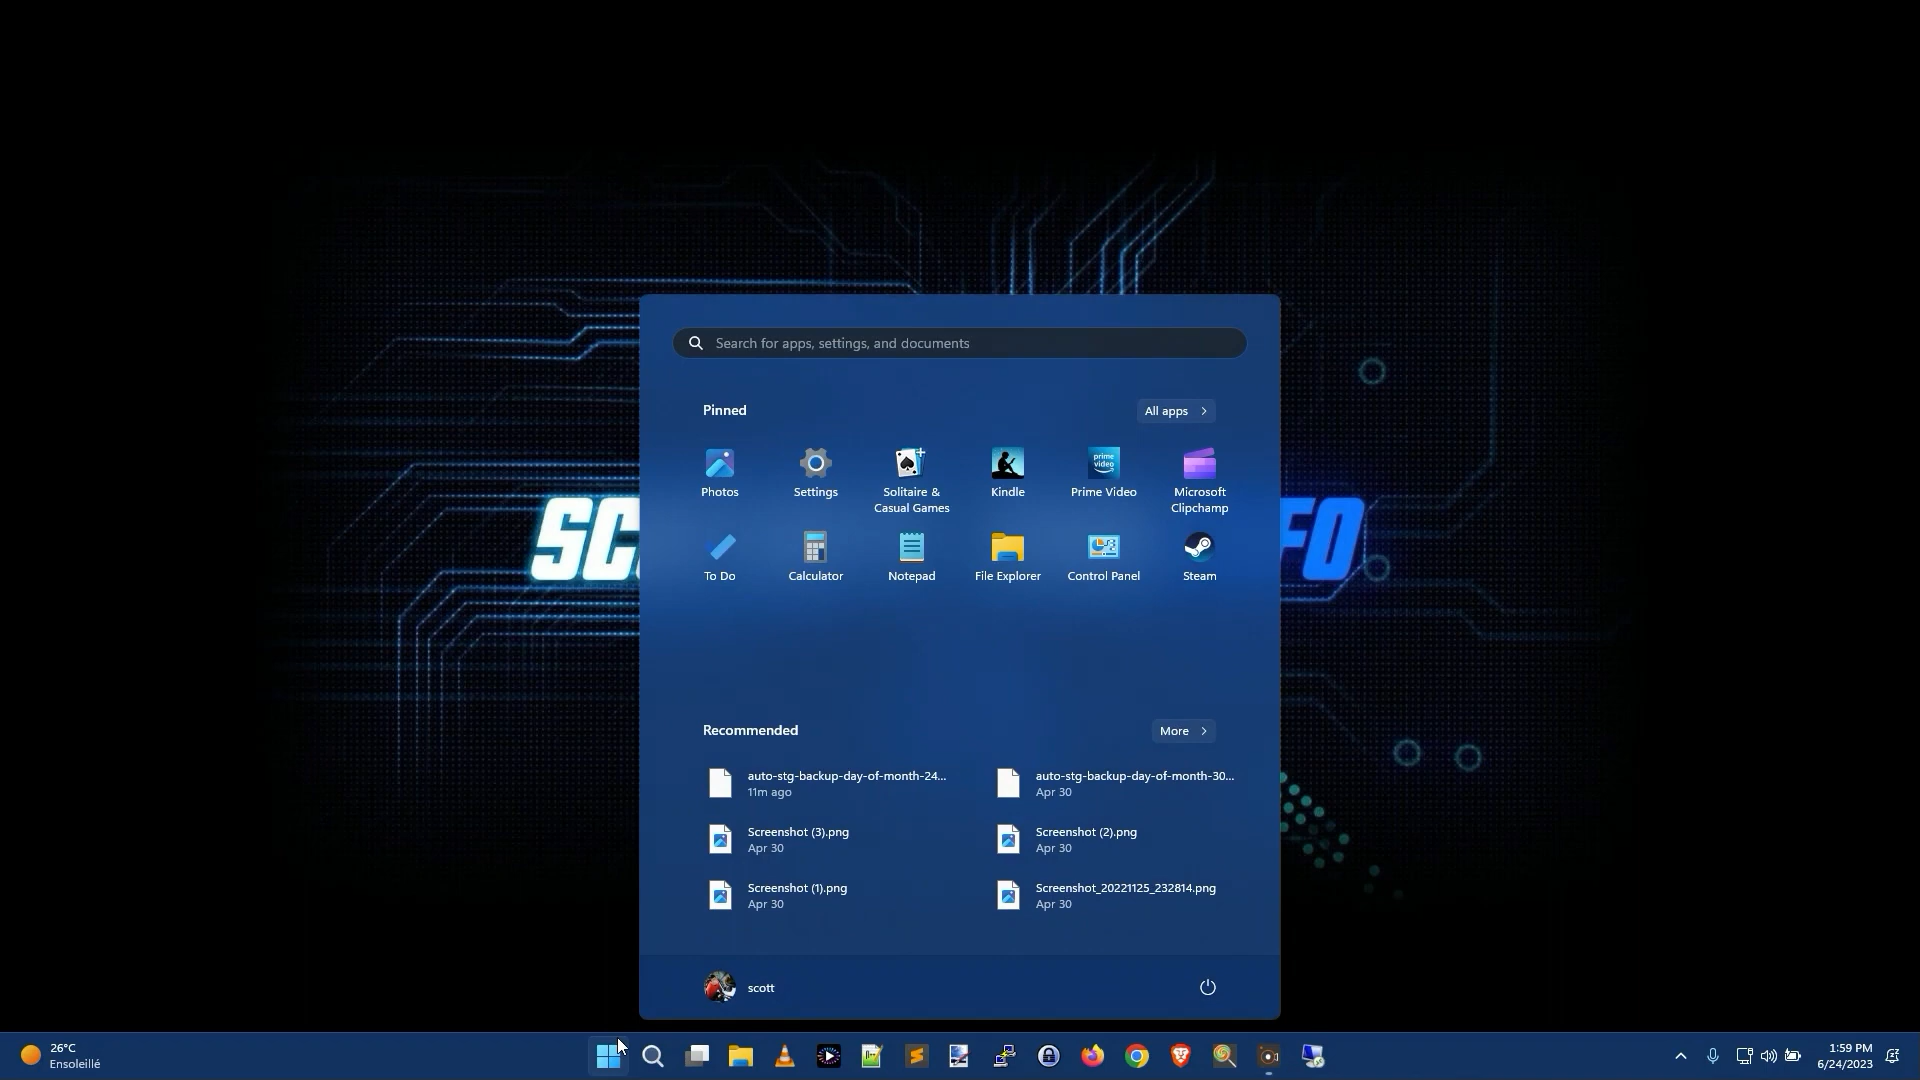 Search for apps, settings, and documents
Pinned
All apps
Photos
Settings
Solitaire &
Casual Games
Kindle
prime
video
Prime Video
Microsoft
Clipchamp
SC
FO
To Do
Calculator
Notepad
File Explorer
Control Panel
Steam
Recommended
More
auto-stg-backup-day-of-month-24...
11m ago
auto-stg-backup-day-of-month-30...
Apr 30
Screenshot (3).png
Apr 30
Screenshot (2).png
Apr 30
Screenshot (1).png
Apr 30
Screenshot_20221125_232814.png
Apr 30
scott
26°C
Ensoleillé
1:59 PM
6/24/2023